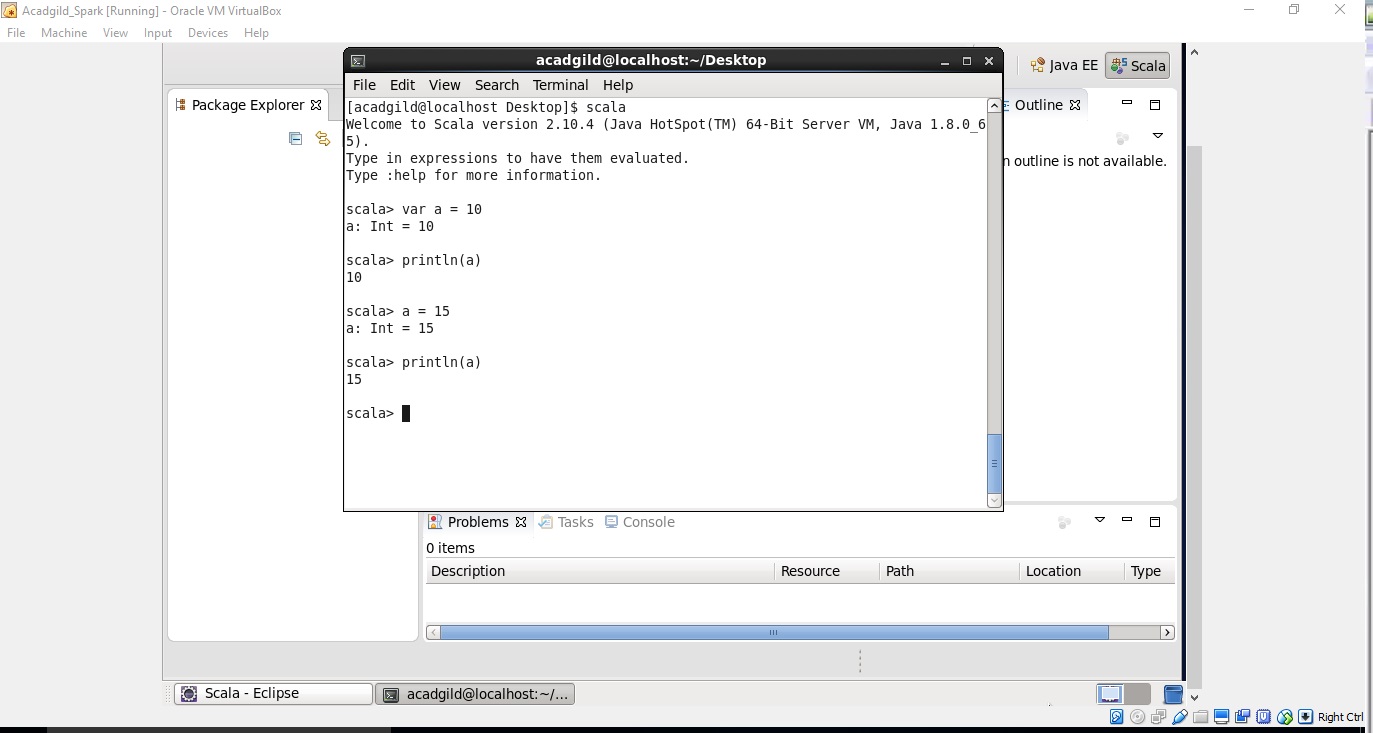 Acadgild_Spark [Running] - Oracle VM VirtualBox
File Machine View Input Devices Help
acadgild@localhost:~/Desktop
Java EE Scala
File Edit View Search Terminal Help
Package Explorer
Outline
[acadgild@localhost Desktop]$ scala
Welcome to Scala version 2.10.4 (Java HotSpot(TM) 64-Bit Server VM, Java 1.8.0_6
5).
Type in expressions to have them evaluated.
Type :help for more information.
n outline is not available.
scala> var a = 10
a: Int = 10
scala> println(a)
10
scala> a = 15
a: Int = 15
scala> println(a)
15
scala>
Problems Tasks Console
0 items
Description Resource Path Location Type
Scala - Eclipse acadgild@localhost:~/...
Right Ctrl